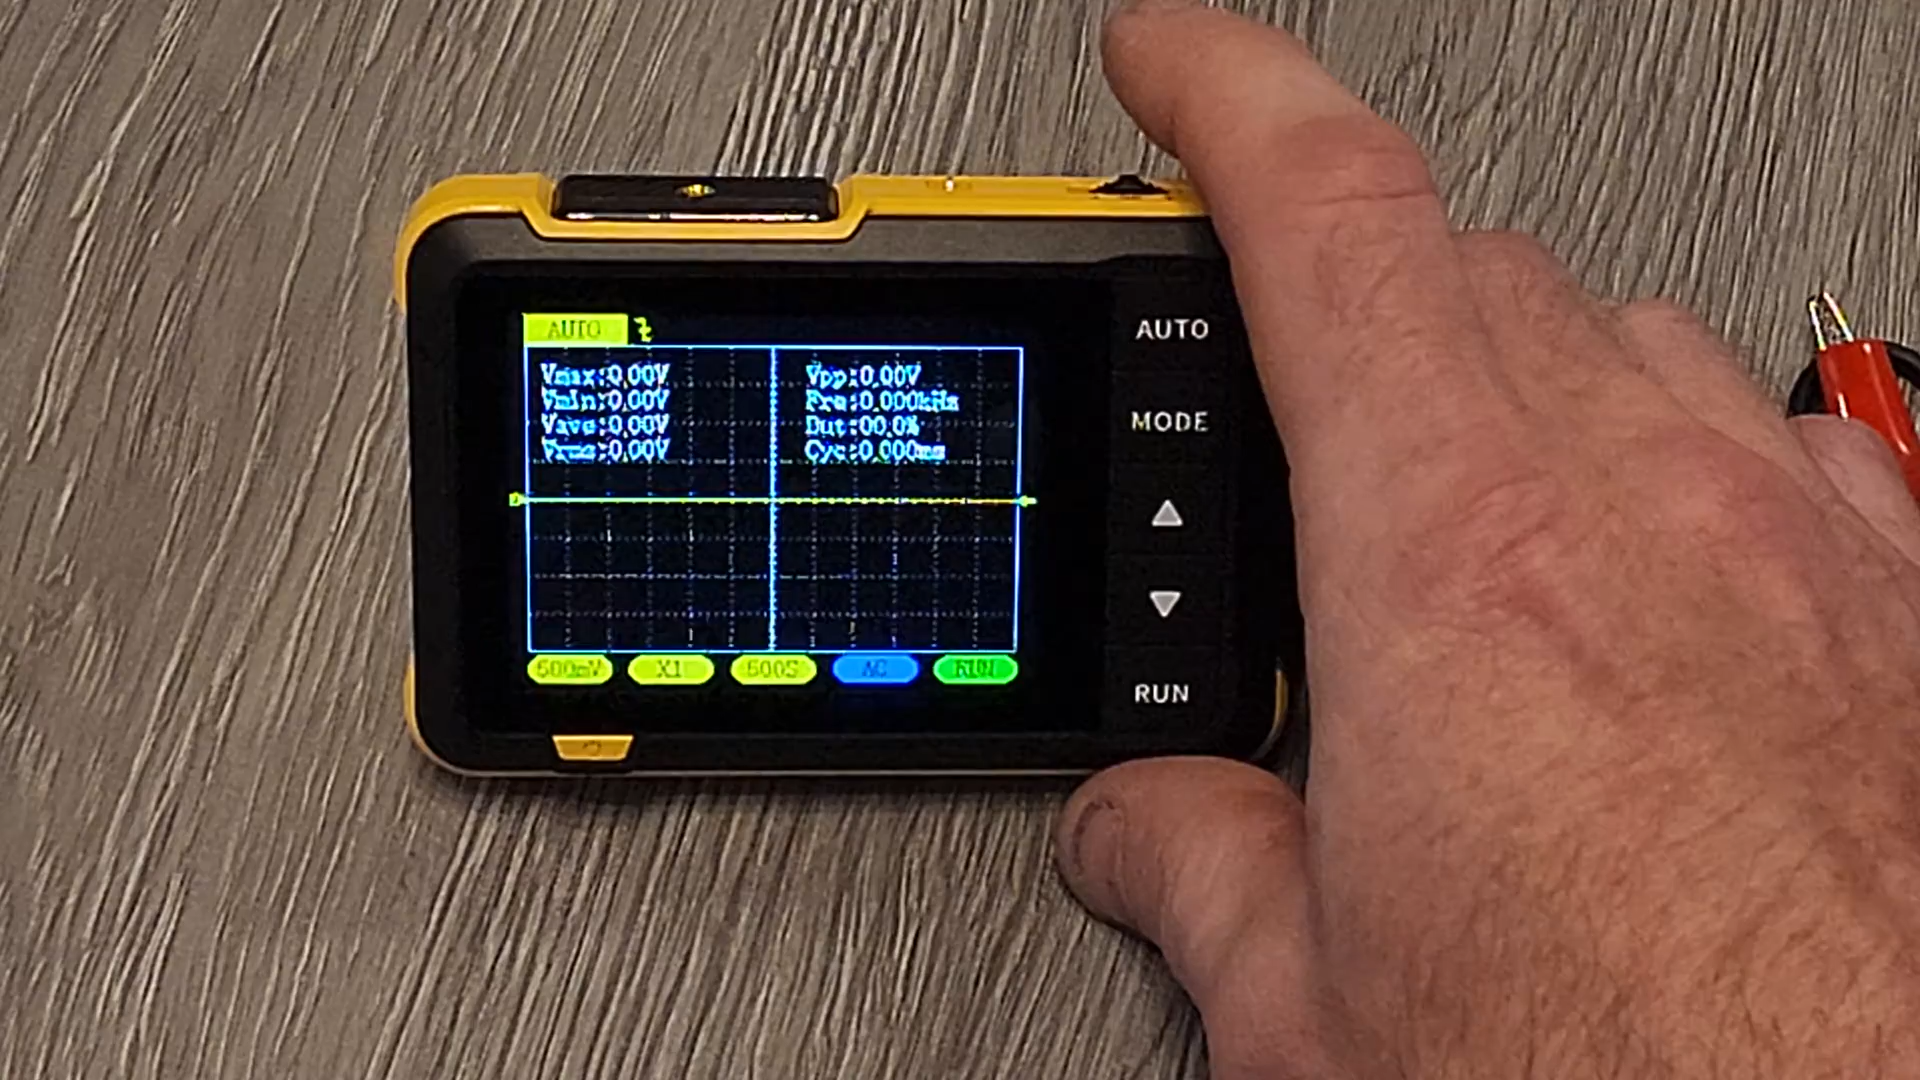 AUTO
Vmax:0.00V Vpp:0.00V
Vmin:0.00V Fre:0.000kHz
Vave:0.00V Dut:00.0%
Vrms:0.00V Cyc:0.000ms
500mV X1 500S AC RUN
AUTO
MODE
RUN